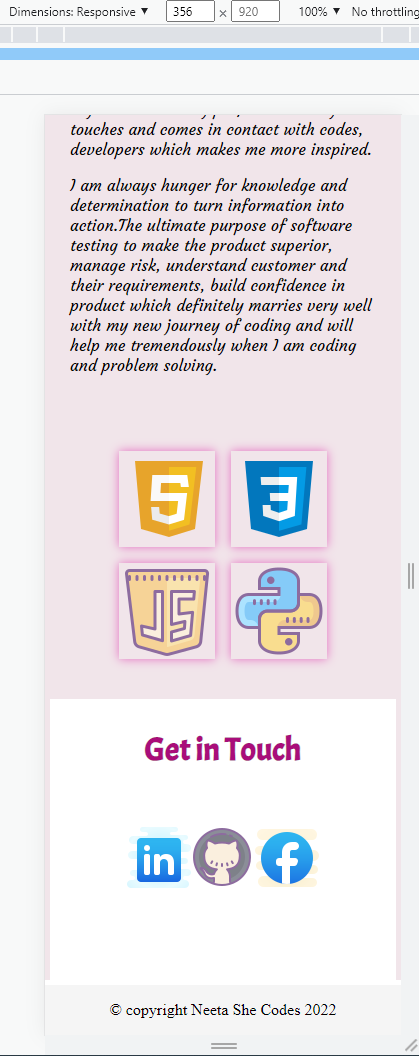 Dimensions: Responsive ▼ 356 × 920 100% ▼ No throttling
touches and comes in contact with codes,
developers which makes me more inspired.
I am always hunger for knowledge and
determination to turn information into
action.The ultimate purpose of software
testing to make the product superior,
manage risk, understand customer and
their requirements, build confidence in
product which definitely marries very well
with my new journey of coding and will
help me tremendously when I am coding
and problem solving.
5 3
JS
Get in Touch
in f
© copyright Neeta She Codes 2022